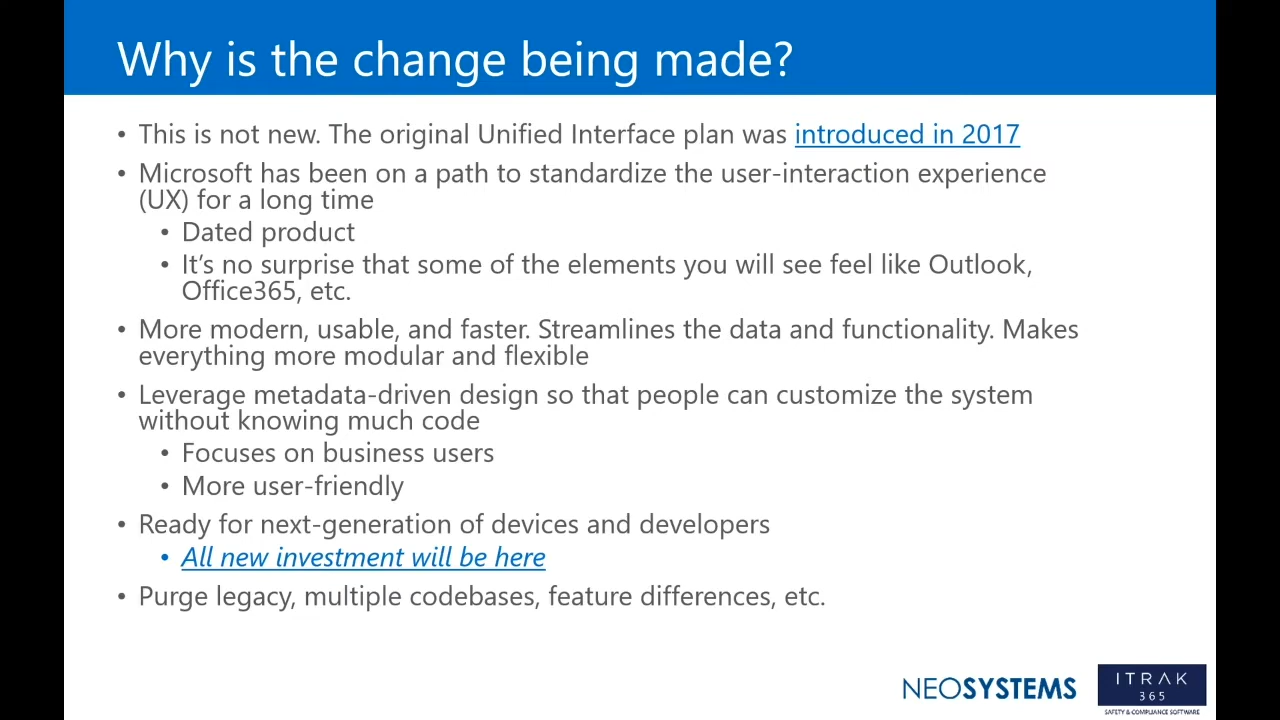 Why is the change being made?
• This is not new. The original Unified Interface plan was introduced in 2017
• Microsoft has been on a path to standardize the user-interaction experience
(UX) for a long time
• Dated product
• It’s no surprise that some of the elements you will see feel like Outlook,
Office365, etc.
• More modern, usable, and faster. Streamlines the data and functionality. Makes
everything more modular and flexible
• Leverage metadata-driven design so that people can customize the system
without knowing much code
• Focuses on business users
• More user-friendly
• Ready for next-generation of devices and developers
• All new investment will be here
• Purge legacy, multiple codebases, feature differences, etc.
NEOSYSTEMS
ITRAK
365
SAFETY & COMPLIANCE SOFTWARE